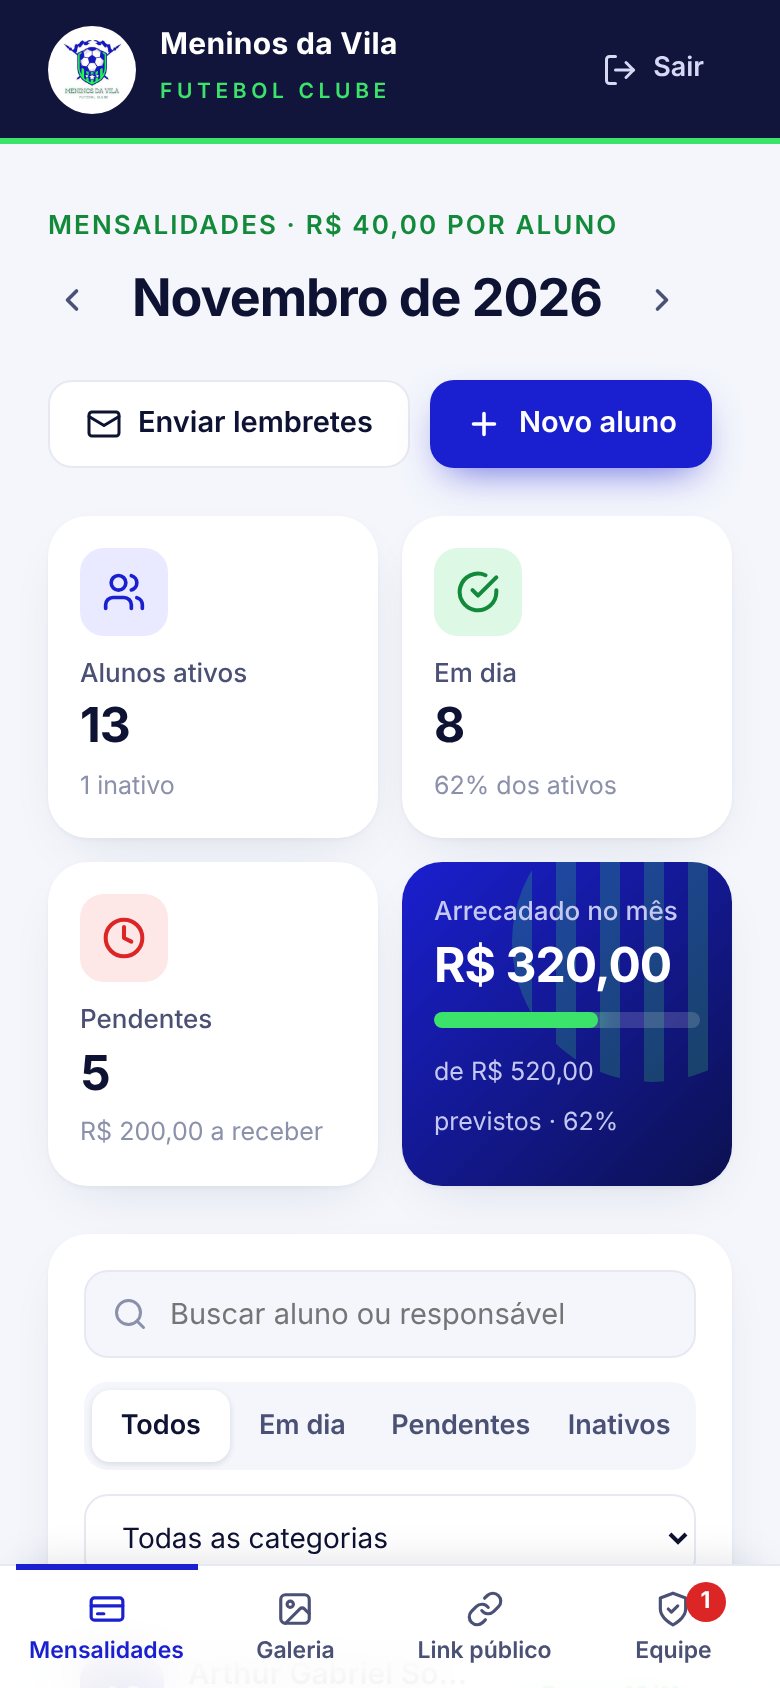 Meninos da Vila
FUTEBOL CLUBE
Sair
MENSALIDADES · R$ 40,00 POR ALUNO
Novembro de 2026
Enviar lembretes
Novo aluno
Alunos ativos
13
1 inativo
Em dia
8
62% dos ativos
Pendentes
5
R$ 200,00 a receber
Arrecadado no mês
R$ 320,00
de R$ 520,00
previstos · 62%
Buscar aluno ou responsável
Todos
Em dia
Pendentes
Inativos
Todas as categorias
Mensalidades
Galeria
Link público
1
Equipe
Arthur Gabriel So...